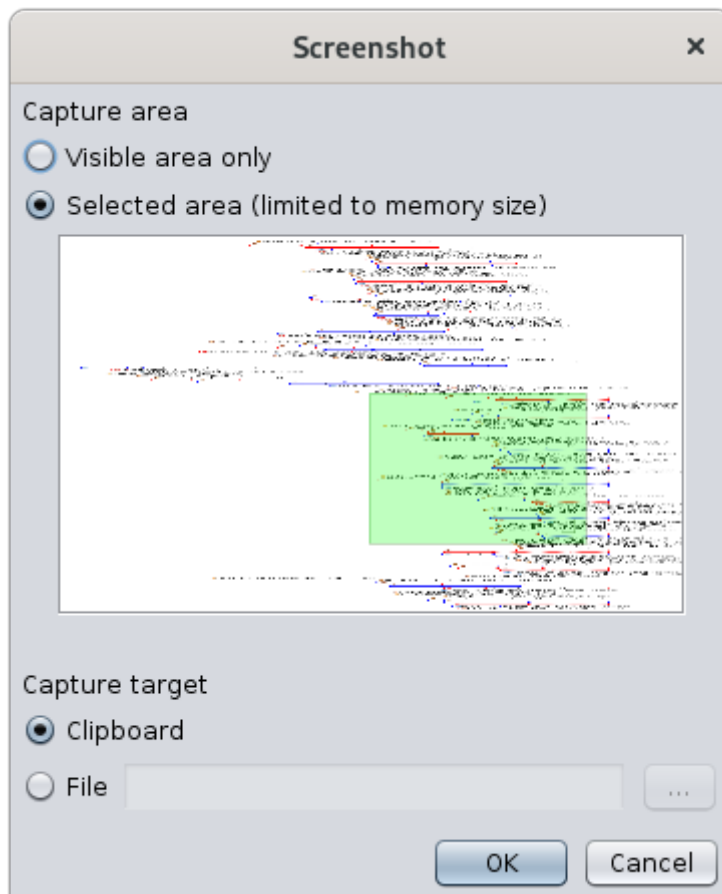 Screenshot
Capture area
Visible area only
Selected area (limited to memory size)
Capture target
Clipboard
File
...
OK
Cancel